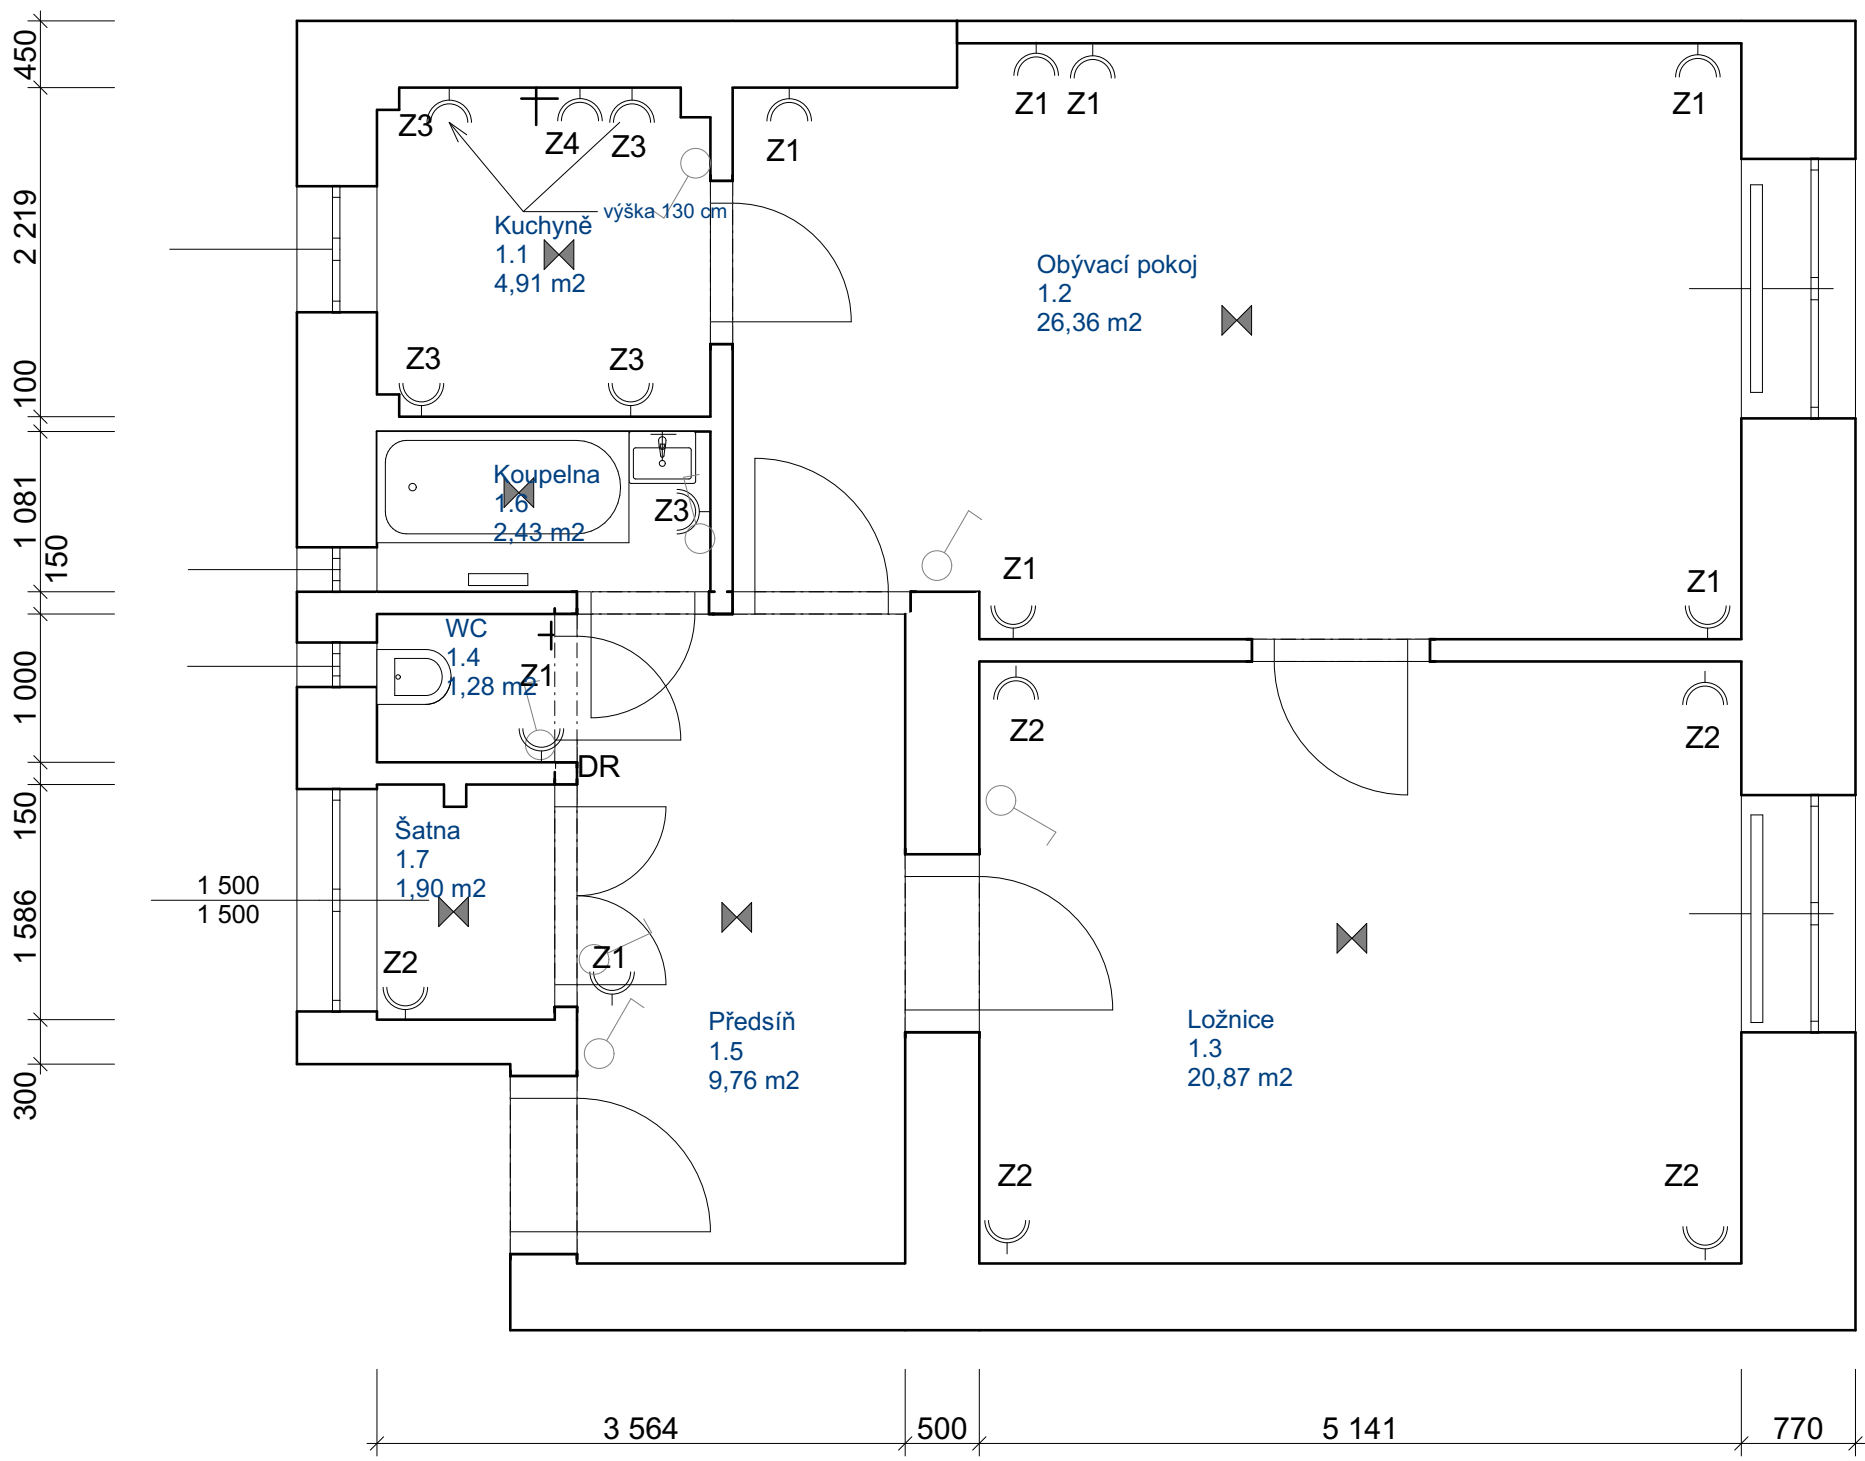 450
2 219
100
1 081
150
1 000
150
1 586
300
Z3
Z4
Z3
výška 130 cm
Kuchyně
1.1
4,91 m2
Z3
Z3
Z1
Z1
Z1
Z1
Obývací pokoj
1.2
26,36 m2
Z1
Z1
Koupelna
1.6
2,43 m2
Z3
WC
1.4
1,28 m2
Z1
DR
Šatna
1.7
1,90 m2
1 500
1 500
Z2
Z1
Předsíň
1.5
9,76 m2
Z2
Z2
Ložnice
1.3
20,87 m2
Z2
Z2
3 564
500
5 141
770